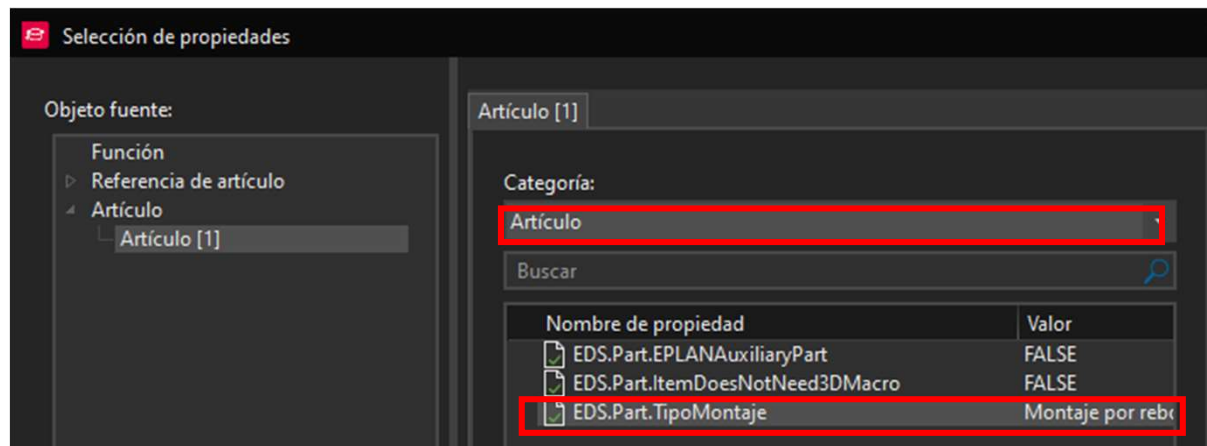 Selección de propiedades
Objeto fuente:
Función
Referencia de artículo
Artículo
Artículo [1]
Artículo [1]
Categoría:
Artículo
Buscar
Nombre de propiedad Valor
EDS.Part.EPLANAuxiliaryPart FALSE
EDS.Part.ItemDoesNotNeed3DMacro FALSE
EDS.Part.TipoMontaje Montaje por